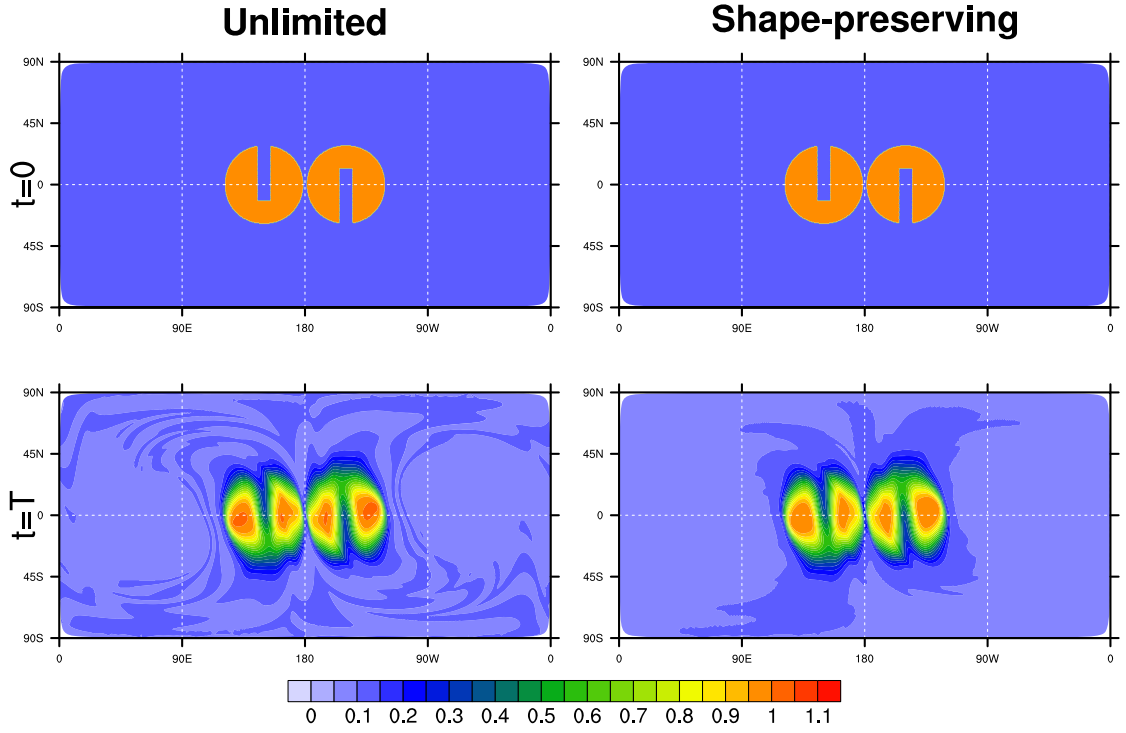 Unlimited Shape-preserving
t=0
90N 90N
45N 45N
0 0
45S 45S
90S 90S
0 90E 180 90W 0 0 90E 180 90W 0
t=T
90N 90N
45N 45N
0 0
45S 45S
90S 90S
0 90E 180 90W 0 0 90E 180 90W 0
0 0.1 0.2 0.3 0.4 0.5 0.6 0.7 0.8 0.9 1 1.1